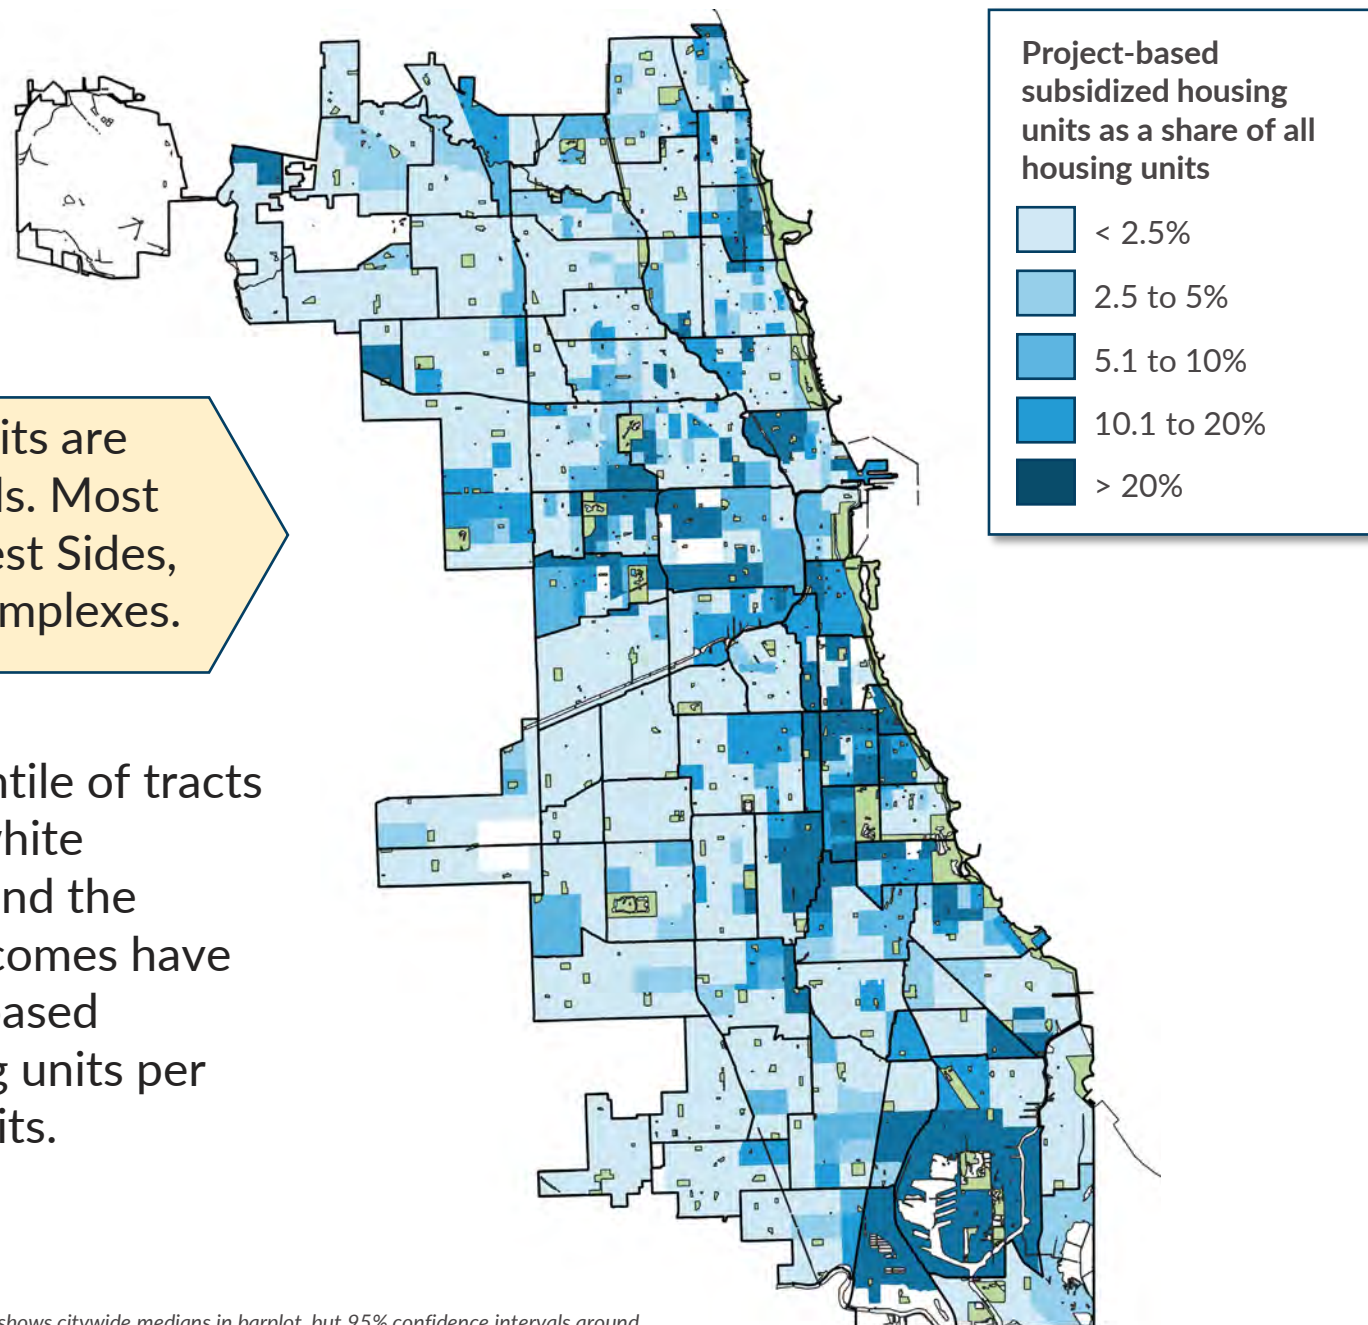 Project-based
subsidized housing
units as a share of all
housing units
< 2.5%
2.5 to 5%
5.1 to 10%
10.1 to 20%
> 20%
its are
ls. Most
est Sides,
mplexes.
ntile of tracts
white
nd the
comes have
ased
g units per
its.
shows citywide medians in barplot, but 95% confidence intervals around